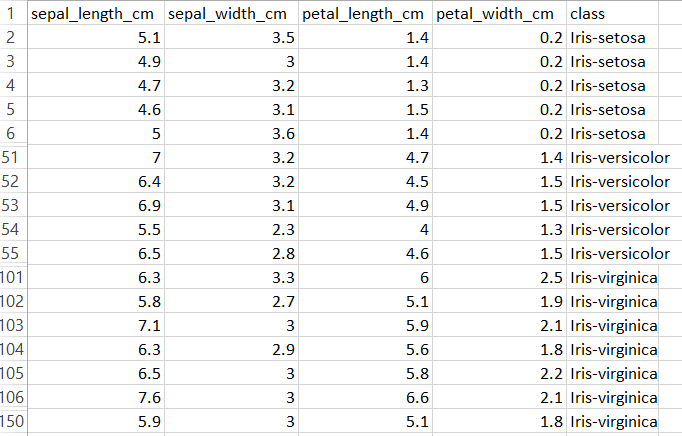 1 sepal_length_cm sepal_width_cm petal_length_cm petal_width_cm class
2 5.1 3.5 1.4 0.2 Iris-setosa
3 4.9 3 1.4 0.2 Iris-setosa
4 4.7 3.2 1.3 0.2 Iris-setosa
5 4.6 3.1 1.5 0.2 Iris-setosa
6 5 3.6 1.4 0.2 Iris-setosa
51 7 3.2 4.7 1.4 Iris-versicolor
52 6.4 3.2 4.5 1.5 Iris-versicolor
53 6.9 3.1 4.9 1.5 Iris-versicolor
54 5.5 2.3 4 1.3 Iris-versicolor
55 6.5 2.8 4.6 1.5 Iris-versicolor
101 6.3 3.3 6 2.5 Iris-virginica
102 5.8 2.7 5.1 1.9 Iris-virginica
103 7.1 3 5.9 2.1 Iris-virginica
104 6.3 2.9 5.6 1.8 Iris-virginica
105 6.5 3 5.8 2.2 Iris-virginica
106 7.6 3 6.6 2.1 Iris-virginica
150 5.9 3 5.1 1.8 Iris-virginica